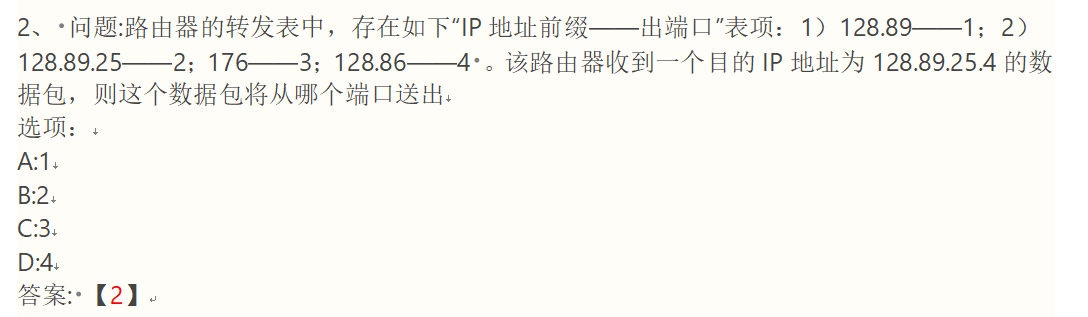 2、 问题:路由器的转发表中，存在如下“IP 地址前缀——出端口”表项：1）128.89——1；2）
128.89.25——2；176——3；128.86——4 。该路由器收到一个目的 IP 地址为 128.89.25.4 的数
据包，则这个数据包将从哪个端口送出
选项：
A:1
B:2
C:3
D:4
答案: 【2】